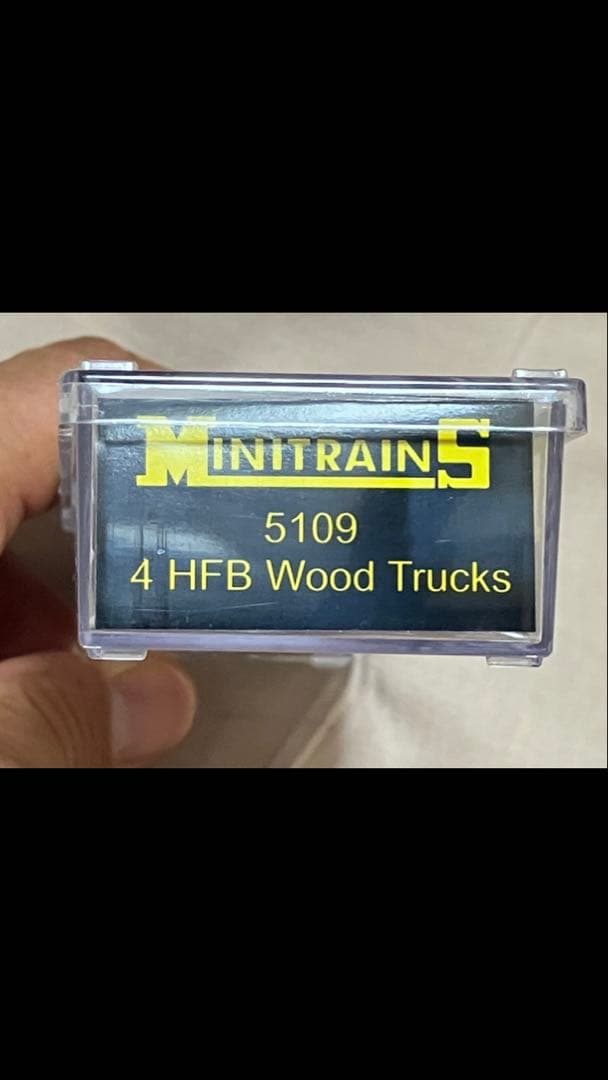 MINITRAINS
5109
4 HFB Wood Trucks